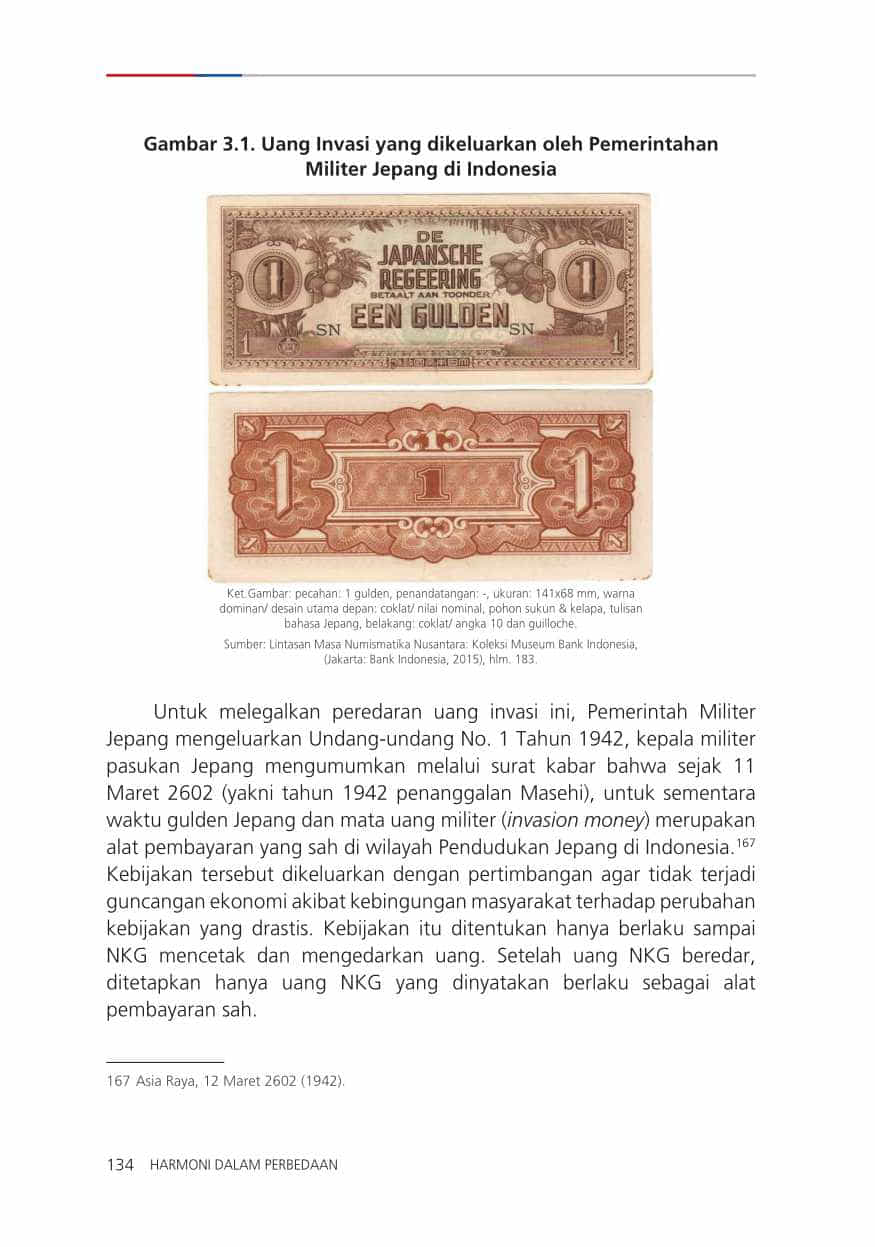 Gambar 3.1. Uang Invasi yang dikeluarkan oleh Pemerintahan
Militer Jepang di Indonesia
DE
JAPANSCHE
REGEERING
BETAALT AAN TOONDER
EEN GULDEN
1
1
SN
SN
1
1
1
1
1
1
Ket.Gambar: pecahan: 1 gulden, penandatangan: -, ukuran: 141x68 mm, warna
dominan/ desain utama depan: coklat/ nilai nominal, pohon sukun & kelapa, tulisan
bahasa Jepang, belakang: coklat/ angka 10 dan guilloche.
Sumber: Lintasan Masa Numismatika Nusantara: Koleksi Museum Bank Indonesia,
(Jakarta: Bank Indonesia, 2015), hlm. 183.
Untuk melegalkan peredaran uang invasi ini, Pemerintah Militer
Jepang mengeluarkan Undang-undang No. 1 Tahun 1942, kepala militer
pasukan Jepang mengumumkan melalui surat kabar bahwa sejak 11
Maret 2602 (yakni tahun 1942 penanggalan Masehi), untuk sementara
waktu gulden Jepang dan mata uang militer (invasion money) merupakan
alat pembayaran yang sah di wilayah Pendudukan Jepang di Indonesia.167
Kebijakan tersebut dikeluarkan dengan pertimbangan agar tidak terjadi
guncangan ekonomi akibat kebingungan masyarakat terhadap perubahan
kebijakan yang drastis. Kebijakan itu ditentukan hanya berlaku sampai
NKG mencetak dan mengedarkan uang. Setelah uang NKG beredar,
ditetapkan hanya uang NKG yang dinyatakan berlaku sebagai alat
pembayaran sah.
167 Asia Raya, 12 Maret 2602 (1942).
134 HARMONI DALAM PERBEDAAN